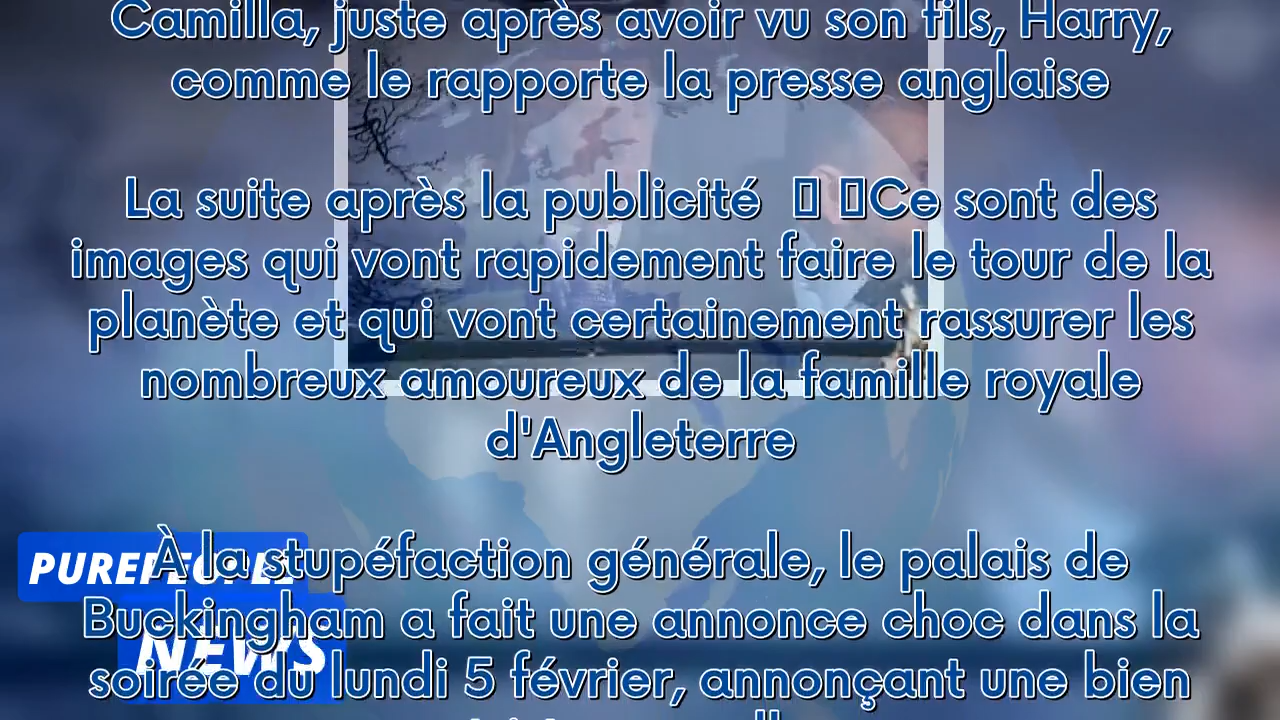 Camilla, juste après avoir vu son fils, Harry,
comme le rapporte la presse anglaise
La suite après la publicité Ce sont des
images qui vont rapidement faire le tour de la
planète et qui vont certainement rassurer les
nombreux amoureux de la famille royale
d'Angleterre
À la stupéfaction générale, le palais de
Buckingham a fait une annonce choc dans la
soirée du lundi 5 février, annonçant une bien
NEWS